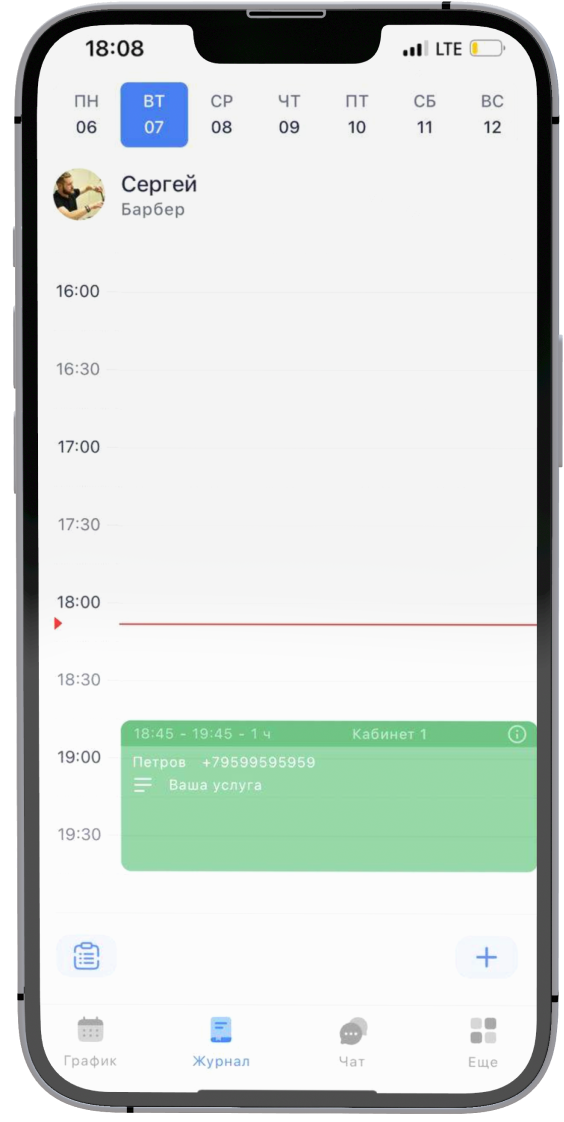 18:08 LTE
ПН ВТ СР ЧТ ПТ СБ ВС
06 07 08 09 10 11 12
Сергей
Барбер
16:00
16:30
17:00
17:30
18:00
18:30
18:45 - 19:45 - 1 ч Кабинет 1
19:00
Петров +79599595959
Ваша услуга
19:30
График Журнал Чат Еще